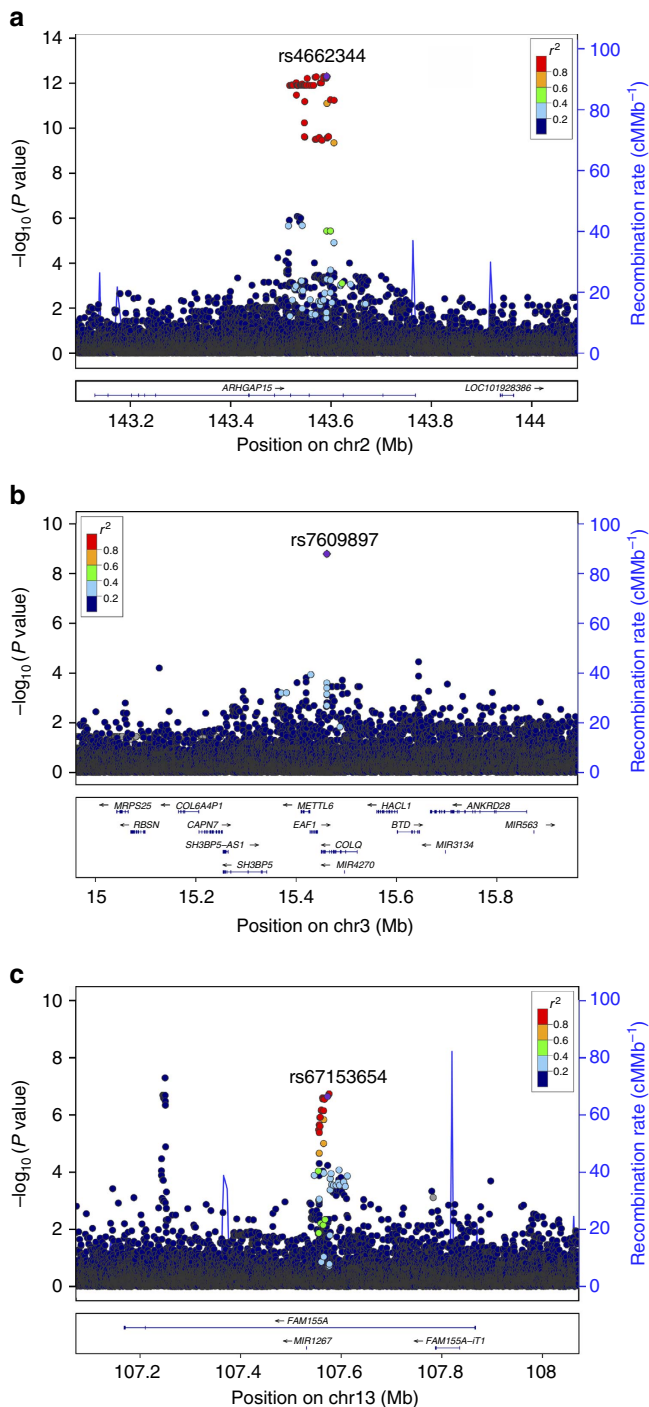 a
rs4662344
r2
0.8
0.6
0.4
0.2
14
12
10
8
6
4
2
0
–log10 (P value)
100
80
60
40
20
0
Recombination rate (cMMb–1)
ARHGAP15
LOC101928386
143.2 143.4 143.6 143.8 144
Position on chr2 (Mb)
b
rs7609897
r2
0.8
0.6
0.4
0.2
10
8
6
4
2
0
–log10 (P value)
100
80
60
40
20
0
Recombination rate (cMMb–1)
MRPS25 COL6A4P1 METTL6 HACL1 ANKRD28
RBSN CAPN7 EAF1 BTD MIR563
SH3BP5–AS1 COLQ MIR3134
SH3BP5 MIR4270
15 15.2 15.4 15.6 15.8
Position on chr3 (Mb)
c
rs67153654
r2
0.8
0.6
0.4
0.2
10
8
6
4
2
0
–log10 (P value)
100
80
60
40
20
0
Recombination rate (cMMb–1)
FAM155A
MIR1267 FAM155A–iT1
107.2 107.4 107.6 107.8 108
Position on chr13 (Mb)